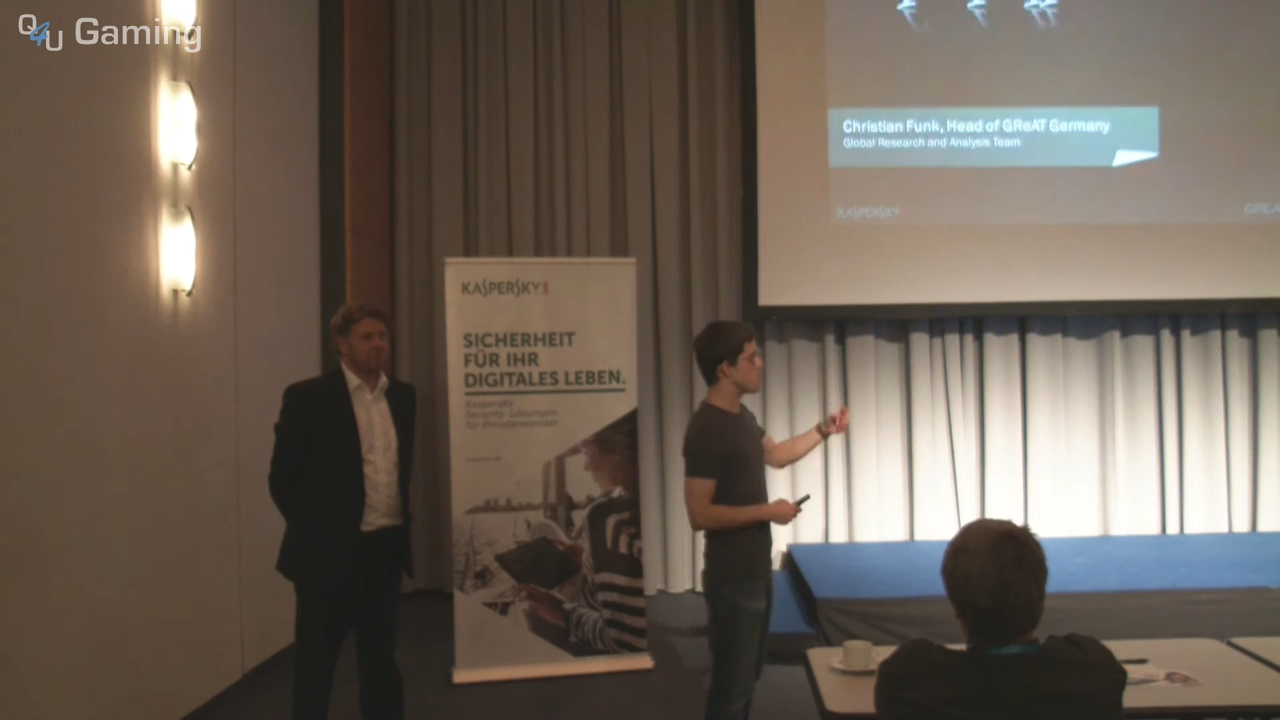 Q4U Gaming
Christian Funk, Head of GReAT Germany
Global Research and Analysis Team
KASPERSKY
KASPERSKY
SICHERHEIT
FÜR IHR
DIGITALES LEBEN.
Kaspersky
Security-Lösungen
für Privatanwender